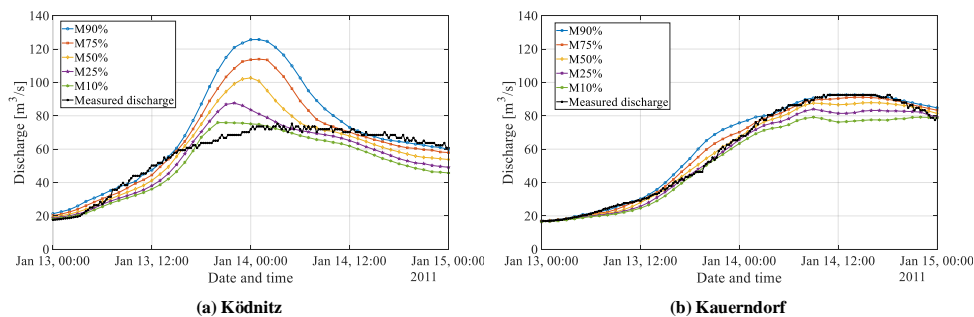 140
120
100
80
60
40
20
0
Discharge [m³/s]
M90%
M75%
M50%
M25%
M10%
Measured discharge
Jan 13, 00:00 Jan 13, 12:00 Jan 14, 00:00 Jan 14, 12:00 Jan 15, 00:00
2011
Date and time
(a) Ködnitz
140
120
100
80
60
40
20
0
Discharge [m³/s]
M90%
M75%
M50%
M25%
M10%
Measured discharge
Jan 13, 00:00 Jan 13, 12:00 Jan 14, 00:00 Jan 14, 12:00 Jan 15, 00:00
2011
Date and time
(b) Kauerndorf